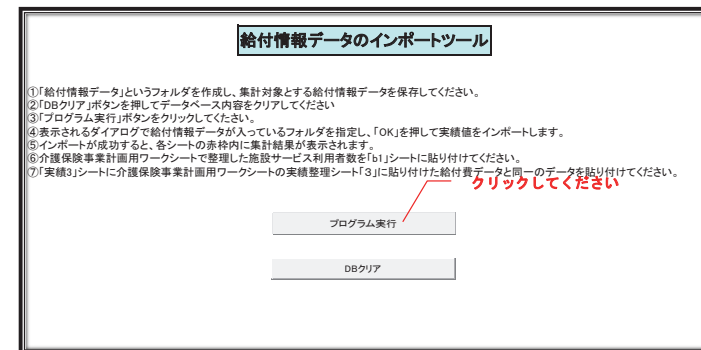 給付情報データのインポートツール
①「給付情報データ」というフォルダを作成し、集計対象とする給付情報データを保存してください。
②「DBクリア」ボタンを押してデータベース内容をクリアしてください
③「プログラム実行」ボタンをクリックしてください。
④表示されるダイアログで給付情報データが入っているフォルダを指定し、「OK」を押して実績値をインポートします。
⑤インポートが成功すると、各シートの赤枠内に集計結果が表示されます。
⑥介護保険事業計画用ワークシートで整理した施設サービス利用者数を「b1」シートに貼り付けてください。
⑦「実績3」シートに介護保険事業計画用ワークシートの実績整理シート「3」に貼り付けた給付費データと同一のデータを貼り付けてください。
クリックしてください
プログラム実行
DBクリア